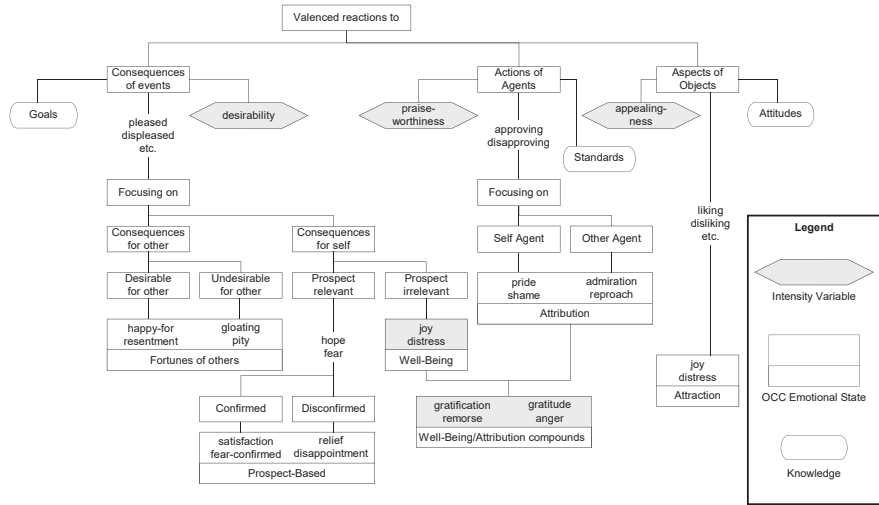 Valenced reactions to
Consequences
of events
Actions of
Agents
Aspects of
Objects
Goals
desirability
praise-
worthiness
appealing-
ness
Attitudes
pleased
displeased
etc.
approving
disapproving
Standards
Focusing on
Focusing on
liking
disliking
etc.
Consequences
for other
Consequences
for self
Self Agent
Other Agent
Desirable
for other
Undesirable
for other
Prospect
relevant
Prospect
irrelevant
pride
shame
admiration
reproach
Attribution
happy-for
resentment
gloating
pity
Fortunes of others
hope
fear
joy
distress
Well-Being
joy
distress
Attraction
Confirmed
Disconfirmed
gratification
remorse
gratitude
anger
Well-Being/Attribution compounds
satisfaction
fear-confirmed
relief
disappointment
Prospect-Based
Legend
Intensity Variable
OCC Emotional State
Knowledge